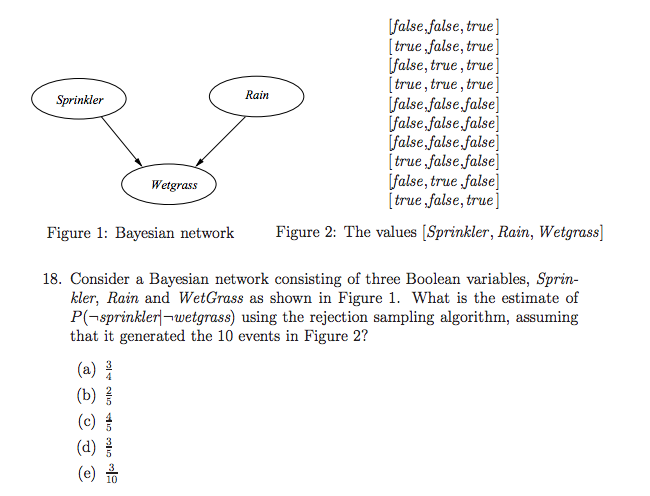 [false,false,true]
[true,false,true]
[false,true,true]
[true,true,true]
[false,false,false]
[false,false,false]
[false,false,false]
[true,false,false]
[false,true,false]
[true,false,true]
Sprinkler
Rain
Wetgrass
Figure 1: Bayesian network
Figure 2: The values [Sprinkler, Rain, Wetgrass]
18. Consider a Bayesian network consisting of three Boolean variables, Sprin-
kler, Rain and WetGrass as shown in Figure 1. What is the estimate of
P(¬sprinkler|¬wetgrass) using the rejection sampling algorithm, assuming
that it generated the 10 events in Figure 2?
(a) 3/4
(b) 2/5
(c) 4/5
(d) 3/5
(e) 3/10